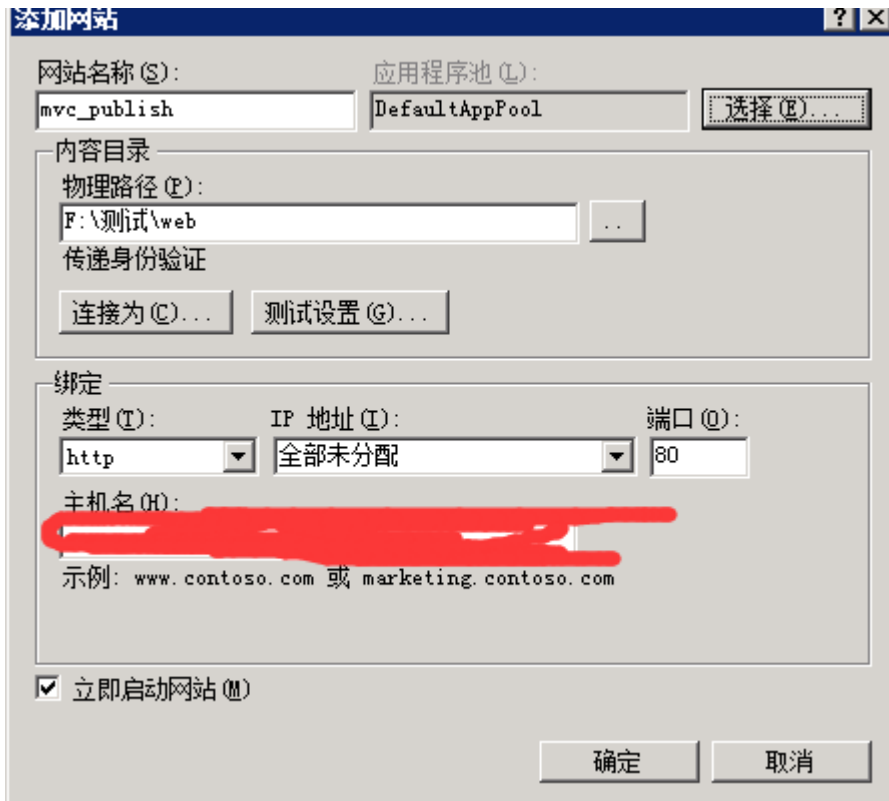 添加网站
网站名称(S): 应用程序池(L):
mvc_publish DefaultAppPool 选择(E)...
内容目录
物理路径(P):
F:\测试\web ..
传递身份验证
连接为(C)... 测试设置(G)...
绑定
类型(T): IP 地址(I): 端口(O):
http 全部未分配 80
主机名(H):
示例: www.contoso.com 或 marketing.contoso.com
立即启动网站(M)
确定 取消